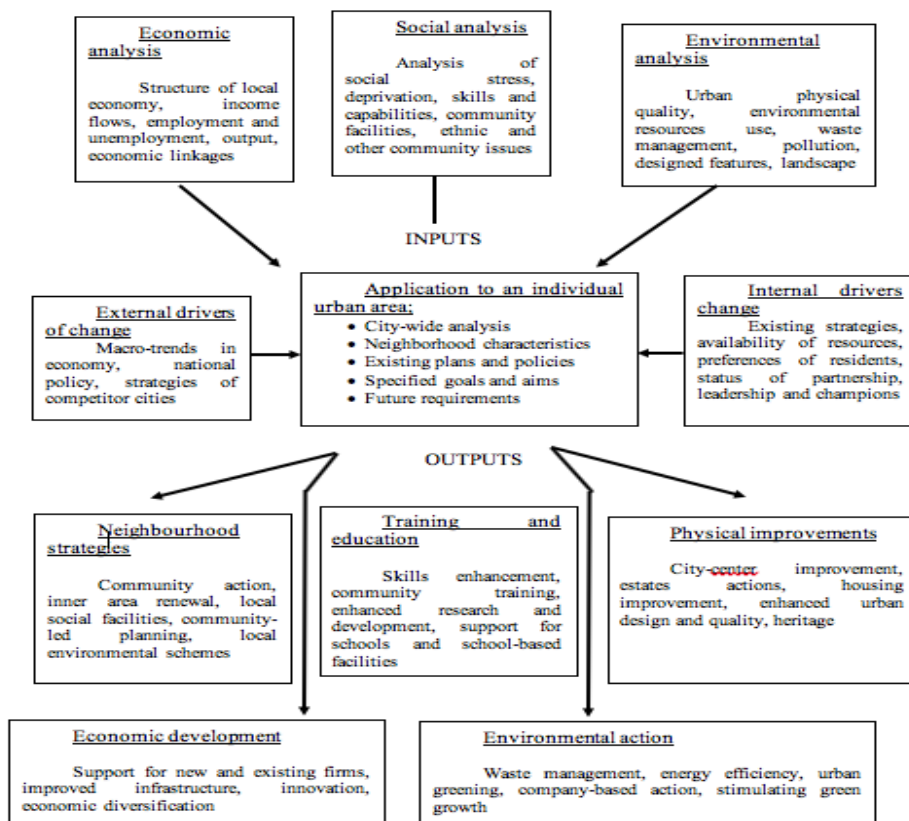 Economic
analysis
Structure of local
economy, income
flows, employment and
unemployment, output,
economic linkages
Social analysis
Analysis of
social stress,
deprivation, skills and
capabilities, community
facilities, ethnic and
other community issues
Environmental
analysis
Urban physical
quality, environmental
resources use, waste
management, pollution,
designed features, landscape
INPUTS
External drivers
of change
Macro-trends in
economy, national
policy, strategies of
competitor cities
Application to an individual
urban area;
• City-wide analysis
• Neighborhood characteristics
• Existing plans and policies
• Specified goals and aims
• Future requirements
Internal drivers
change
Existing strategies,
availability of resources,
preferences of residents,
status of partnership,
leadership and champions
OUTPUTS
Neighbourhood
strategies
Community action,
inner area renewal, local
social facilities, community-
led planning, local
environmental schemes
Training and
education
Skills enhancement,
community training,
enhanced research and
development, support for
schools and school-based
facilities
Physical improvements
City-center improvement,
estates actions, housing
improvement, enhanced urban
design and quality, heritage
Economic development
Support for new and existing firms,
improved infrastructure, innovation,
economic diversification
Environmental action
Waste management, energy efficiency, urban
greening, company-based action, stimulating green
growth